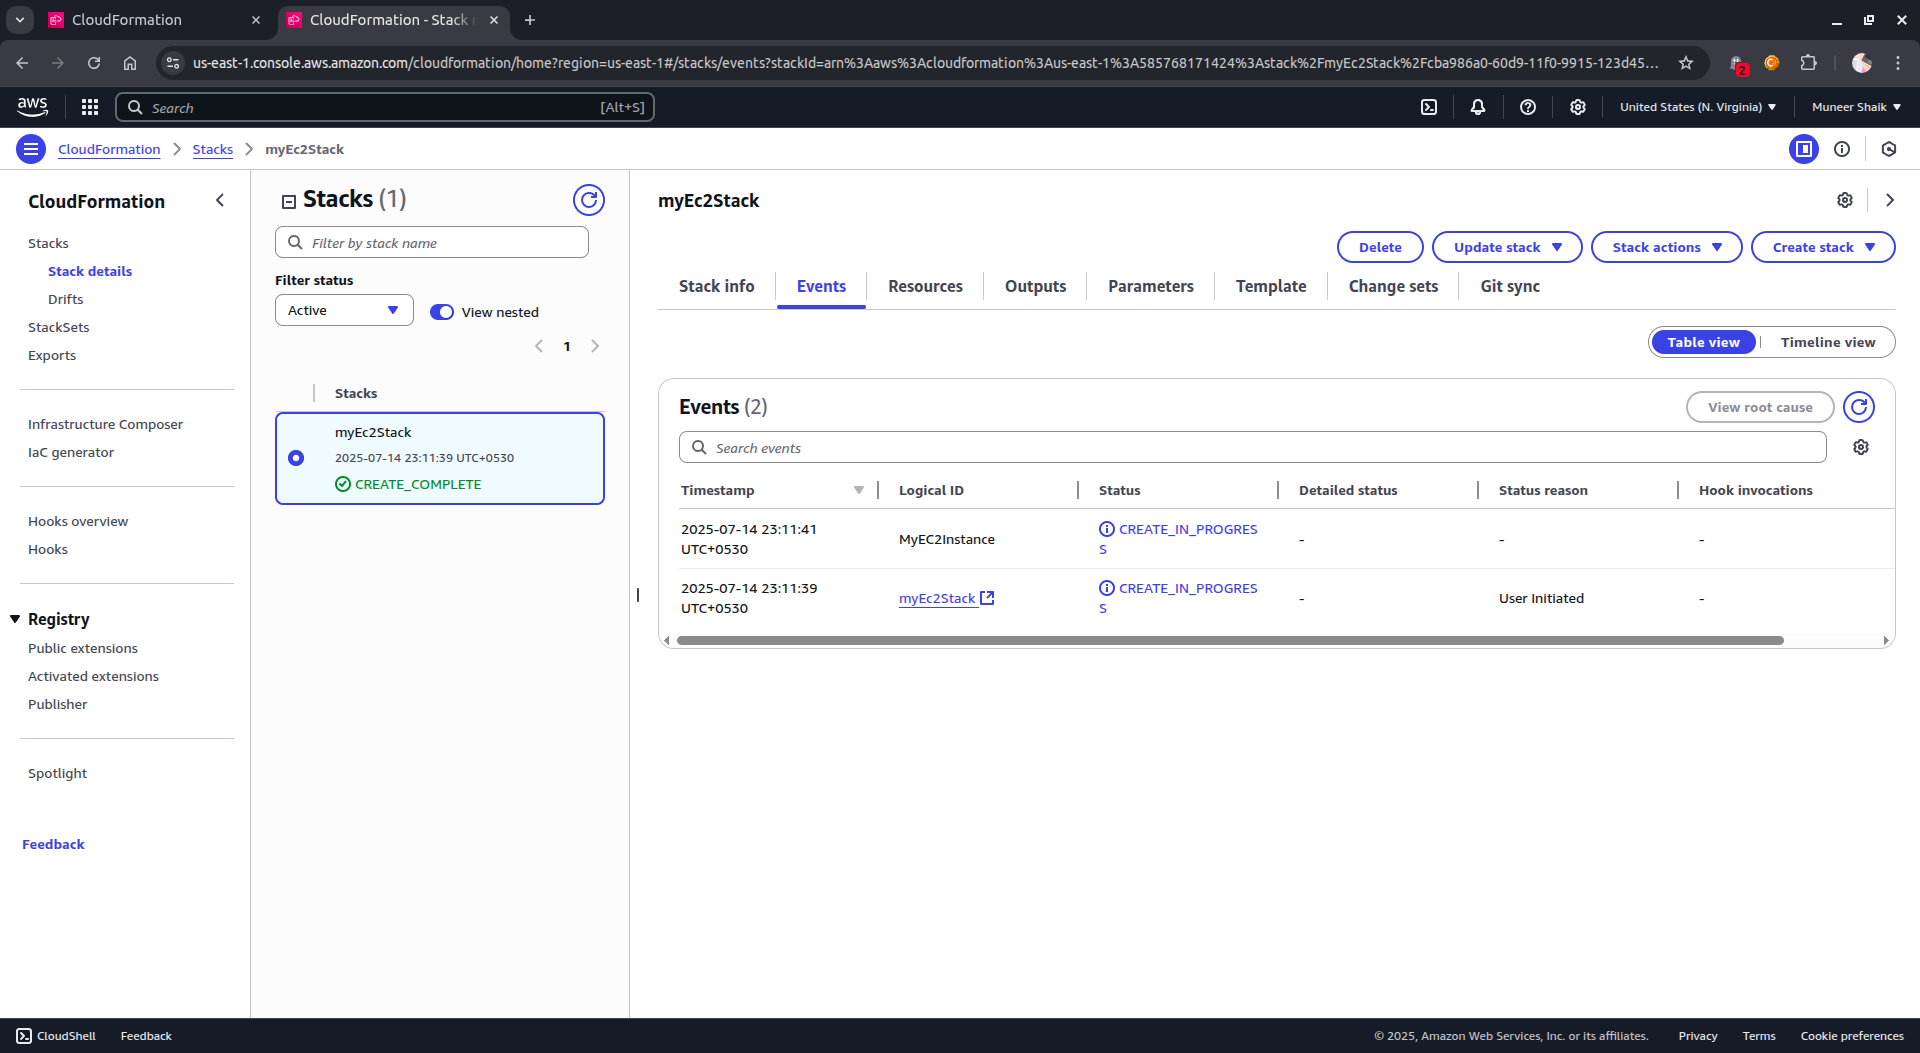 CloudFormation
CloudFormation - Stack
us-east-1.console.aws.amazon.com/cloudformation/home?region=us-east-1#/stacks/events?stackId=arn%3Aaws%3Acloudformation%3Aus-east-1%3A585768171424%3Astack%2FmyEc2Stack%2Fcba986a0-60d9-11f0-9915-123d45...
2
aws
Search
[Alt+S]
United States (N. Virginia)
Muneer Shaik
CloudFormation
Stacks
myEc2Stack
CloudFormation
Stacks
Stack details
Drifts
StackSets
Exports
Infrastructure Composer
IaC generator
Hooks overview
Hooks
Registry
Public extensions
Activated extensions
Publisher
Spotlight
Feedback
Stacks (1)
Filter by stack name
Filter status
Active
View nested
1
Stacks
myEc2Stack
2025-07-14 23:11:39 UTC+0530
CREATE_COMPLETE
myEc2Stack
Delete
Update stack
Stack actions
Create stack
Stack info
Events
Resources
Outputs
Parameters
Template
Change sets
Git sync
Table view
Timeline view
Events (2)
View root cause
Search events
Timestamp
Logical ID
Status
Detailed status
Status reason
Hook invocations
2025-07-14 23:11:41
UTC+0530
MyEC2Instance
CREATE_IN_PROGRES
S
-
-
-
2025-07-14 23:11:39
UTC+0530
myEc2Stack
CREATE_IN_PROGRES
S
-
User Initiated
-
CloudShell
Feedback
© 2025, Amazon Web Services, Inc. or its affiliates.
Privacy
Terms
Cookie preferences